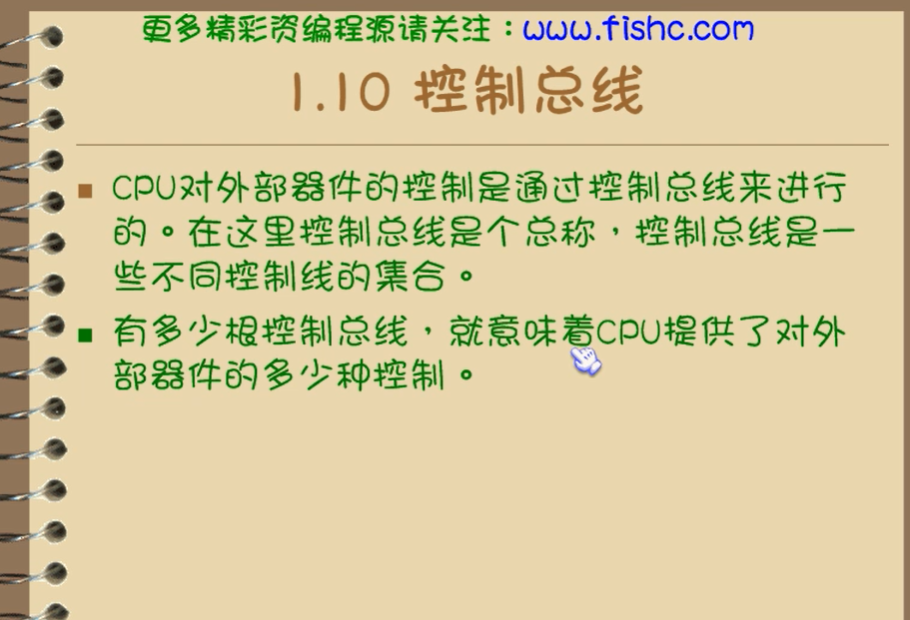 更多精彩资编程源请关注：www.fishc.com
1.10 控制总线
CPU对外部器件的控制是通过控制总线来进行
的。在这里控制总线是个总称，控制总线是一
些不同控制线的集合。
有多少根控制总线，就意味着CPU提供了对外
部器件的多少种控制。